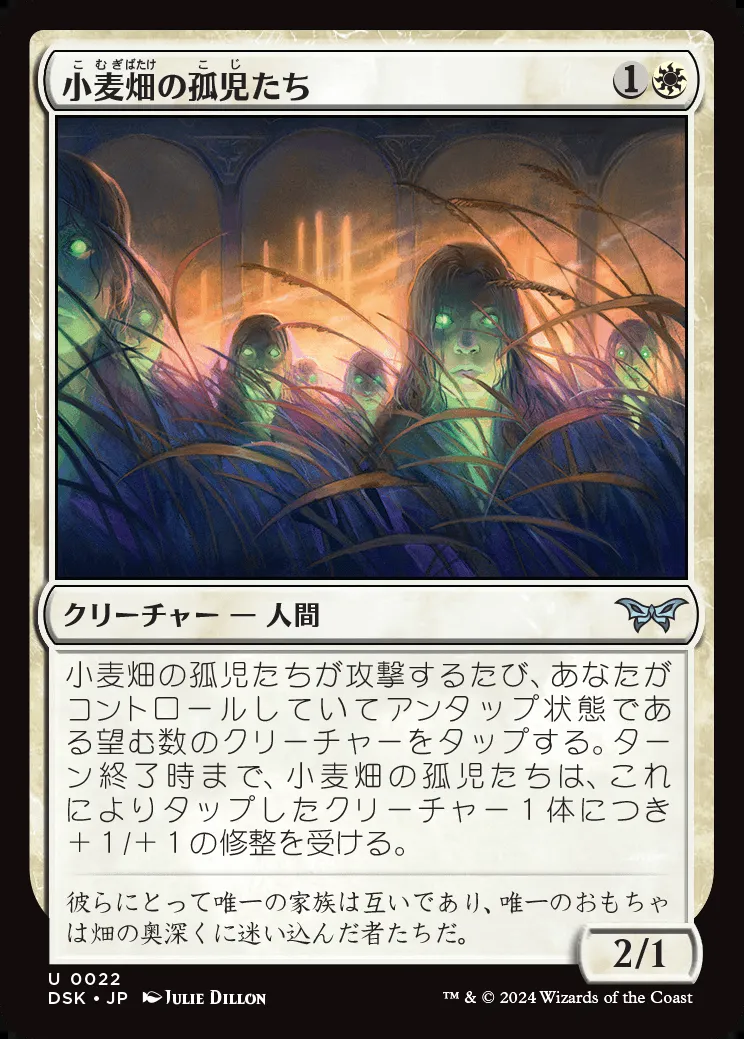 こむぎばたけ こじ
小麦畑の孤児たち 1
クリーチャー — 人間
小麦畑の孤児たちが攻撃するたび、あなたが
コントロールしていてアンタップ状態であ
る望む数のクリーチャーをタップする。ター
ン終了時まで、小麦畑の孤児たちは、これ
によりタップしたクリーチャー1体につき
+1/+1の修整を受ける。
彼らにとって唯一の家族は互いであり、唯一のおもちゃ
は畑の奥深くに迷い込んだ者たちだ。
2/1
U 0022
DSK • JP Julie Dillon
™ & © 2024 Wizards of the Coast